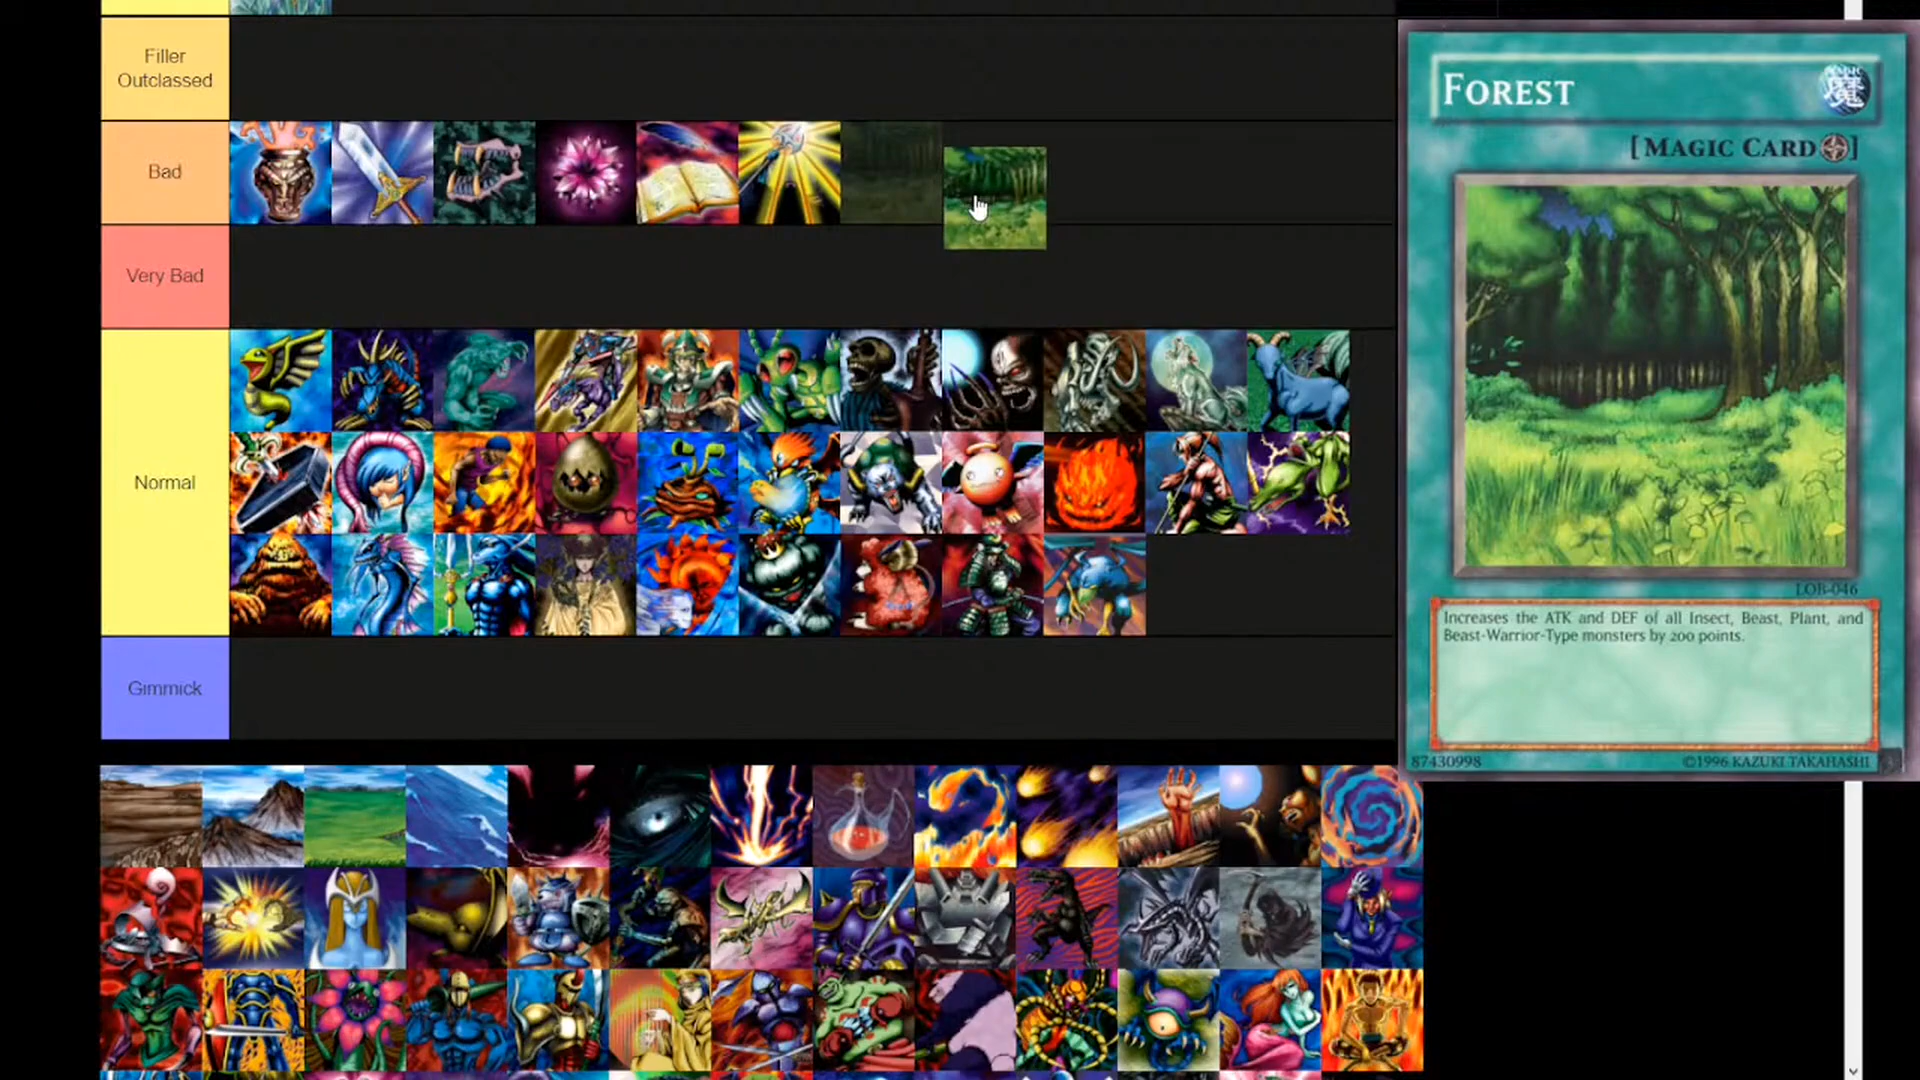 Filler
Outclassed
Bad
Very Bad
Normal
Gimmick
FOREST
[MAGIC CARD]
LOB-046
Increases the ATK and DEF of all Insect, Beast, Plant, and
Beast-Warrior-Type monsters by 200 points.
87430998
©1996 KAZUKI TAKAHASHI